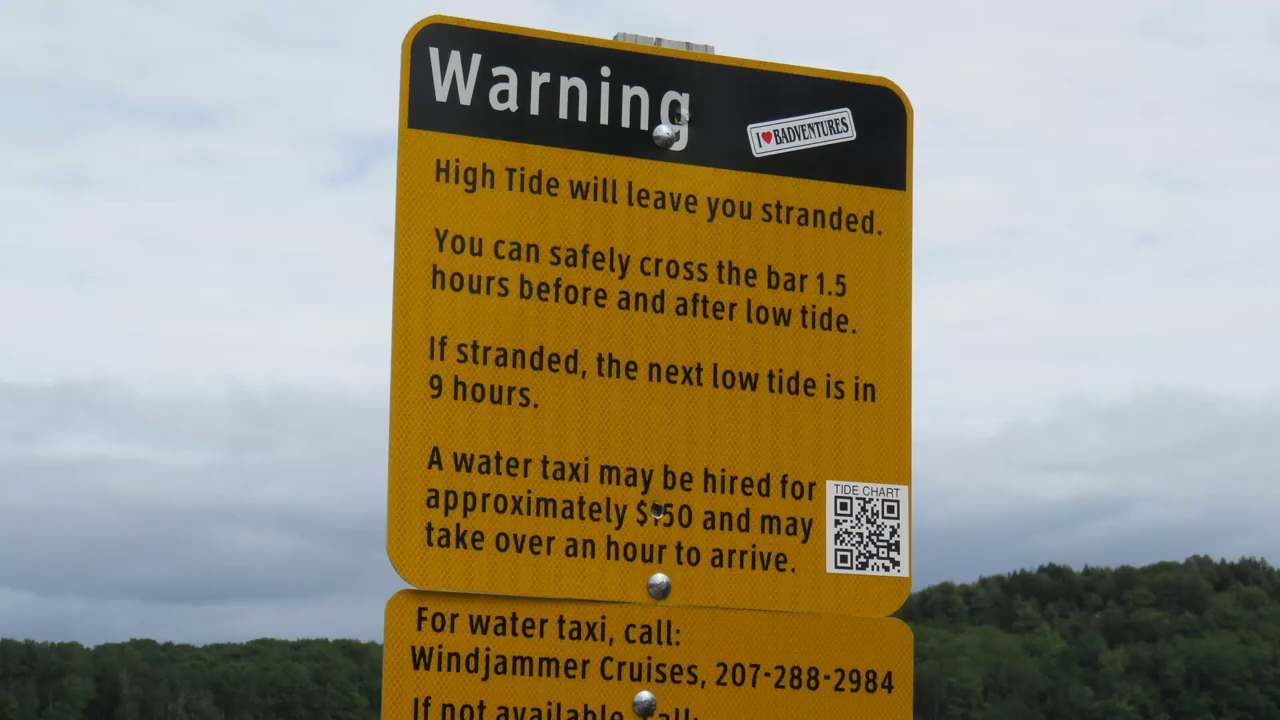 Warning
I ❤ BADVENTURES
High Tide will leave you stranded.
You can safely cross the bar 1.5
hours before and after low tide.
If stranded, the next low tide is in
9 hours.
A water taxi may be hired for
approximately $150 and may
take over an hour to arrive.
TIDE CHART
For water taxi, call:
Windjammer Cruises, 207-288-2984
If not available, call: